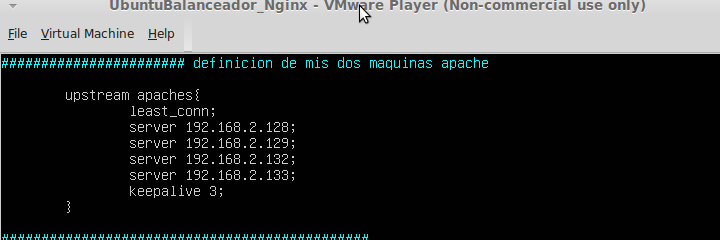 UbuntuBalanceador_Nginx - VMware Player (Non-commercial use only)
File Virtual Machine Help
####################### definicion de mis dos maquinas apache
upstream apaches{
least_conn;
server 192.168.2.128;
server 192.168.2.129;
server 192.168.2.132;
server 192.168.2.133;
keepalive 3;
}
##############################################